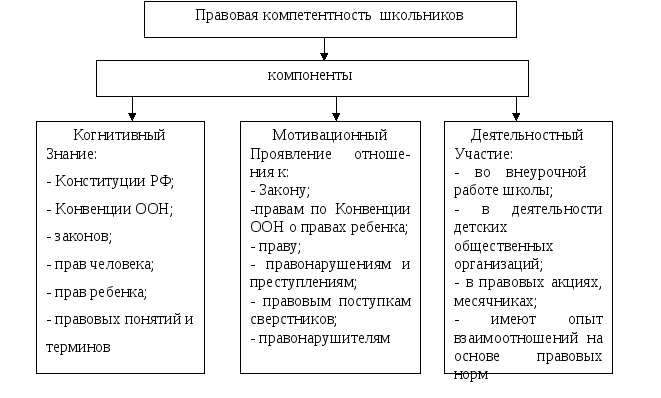 Правовая компетентность школьников
компоненты
Когнитивный
Знание:
- Конституции РФ;
- Конвенции ООН;
- законов;
- прав человека;
- прав ребенка;
- правовых понятий и
терминов
Мотивационный
Проявление отноше-
ния к:
- Закону;
-правам по Конвенции
ООН о правах ребенка;
- праву;
- правонарушениям и
преступлениям;
- правовым поступкам
сверстников;
- правонарушителям
Деятельностный
Участие:
- во внеурочной
работе школы;
- в деятельности
детских
общественных
организаций;
- в правовых акциях,
месячниках;
- имеют опыт
взаимоотношений на
основе правовых
норм